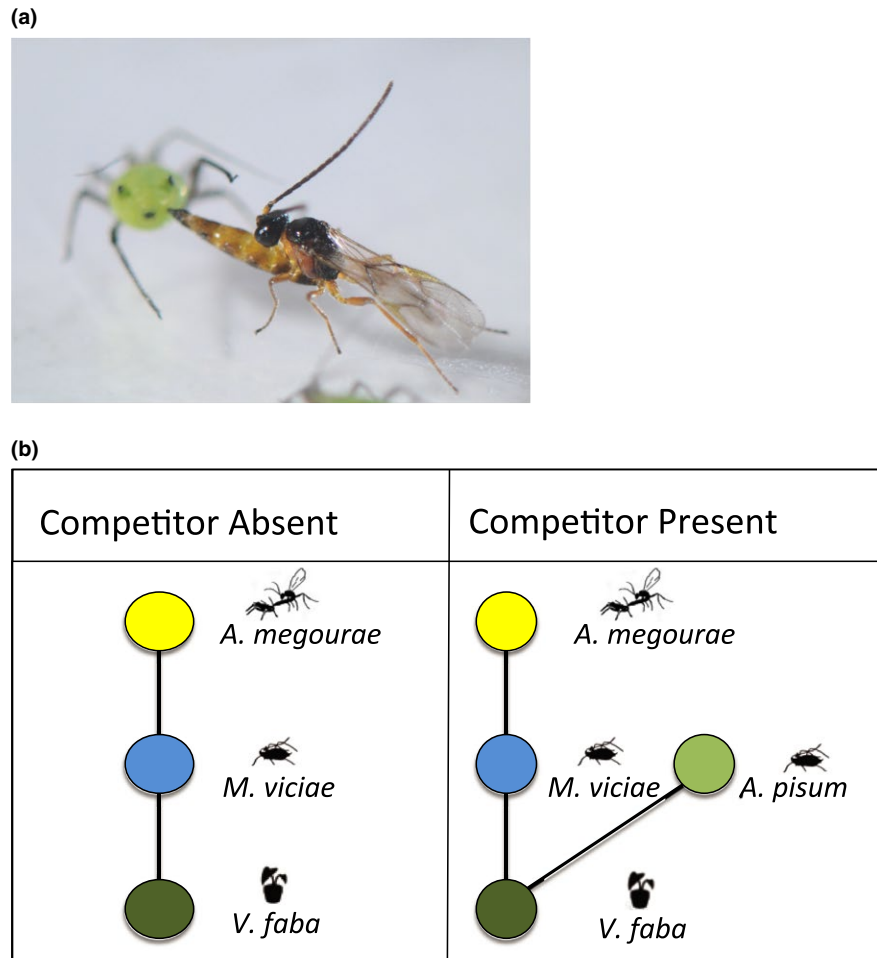 (a)
(b)
Competitor Absent
Competitor Present
A. megourae
A. megourae
M. viciae
M. viciae
A. pisum
V. faba
V. faba